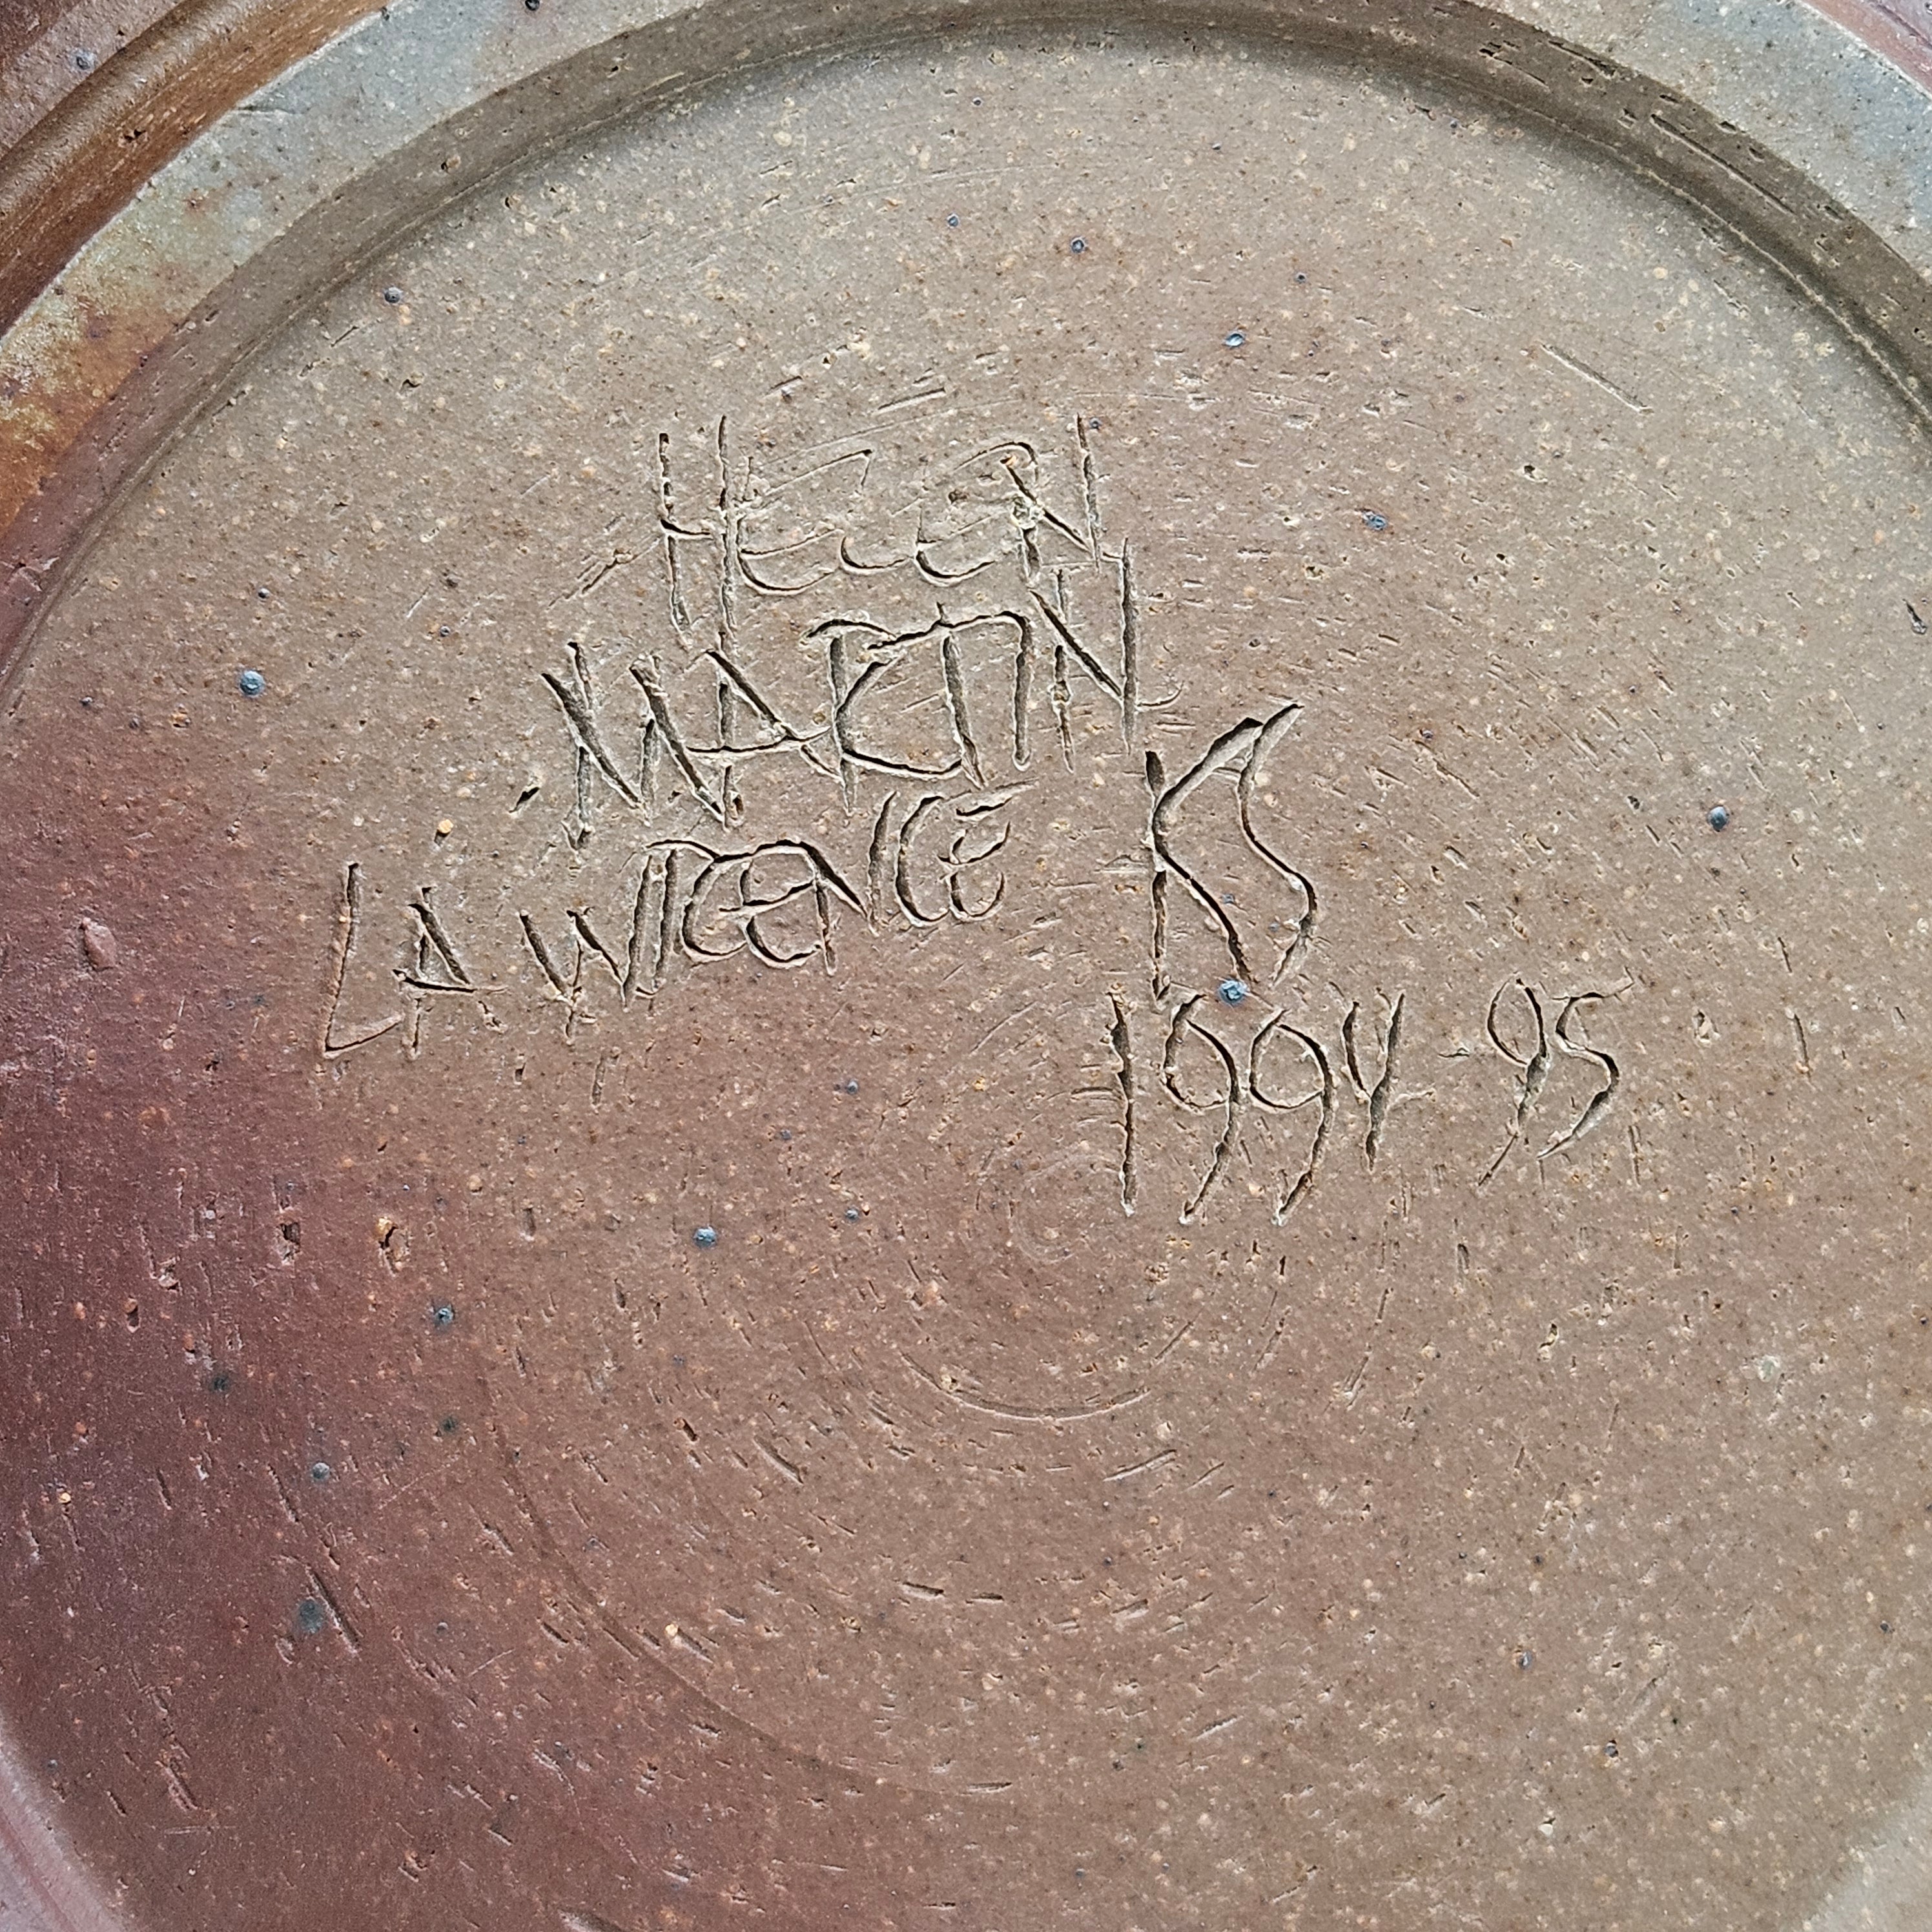 HELEN
MARTIN
LAWRENCE KS
1994-95